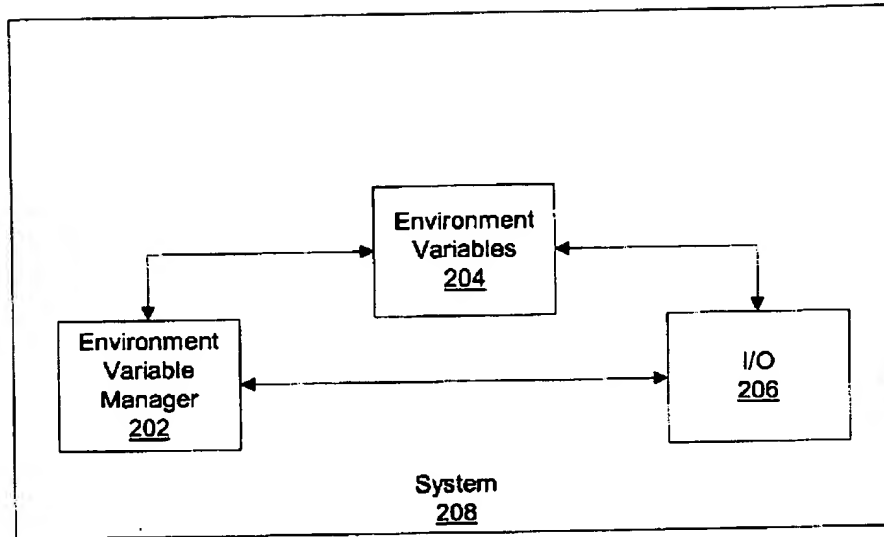 Environment
Variables
204
Environment
Variable
Manager
202
I/O
206
System
208